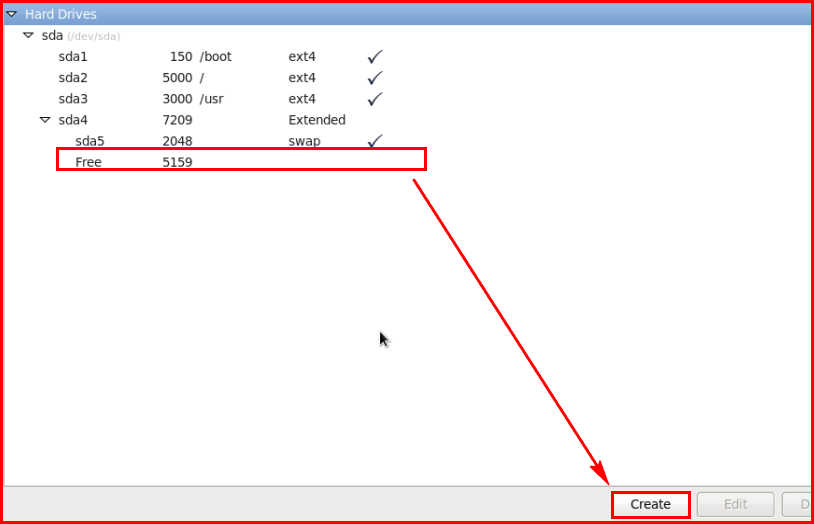 Hard Drives
sda (/dev/sda)
sda1 150 /boot ext4
sda2 5000 / ext4
sda3 3000 /usr ext4
sda4 7209 Extended
sda5 2048 swap
Free 5159
Create Edit